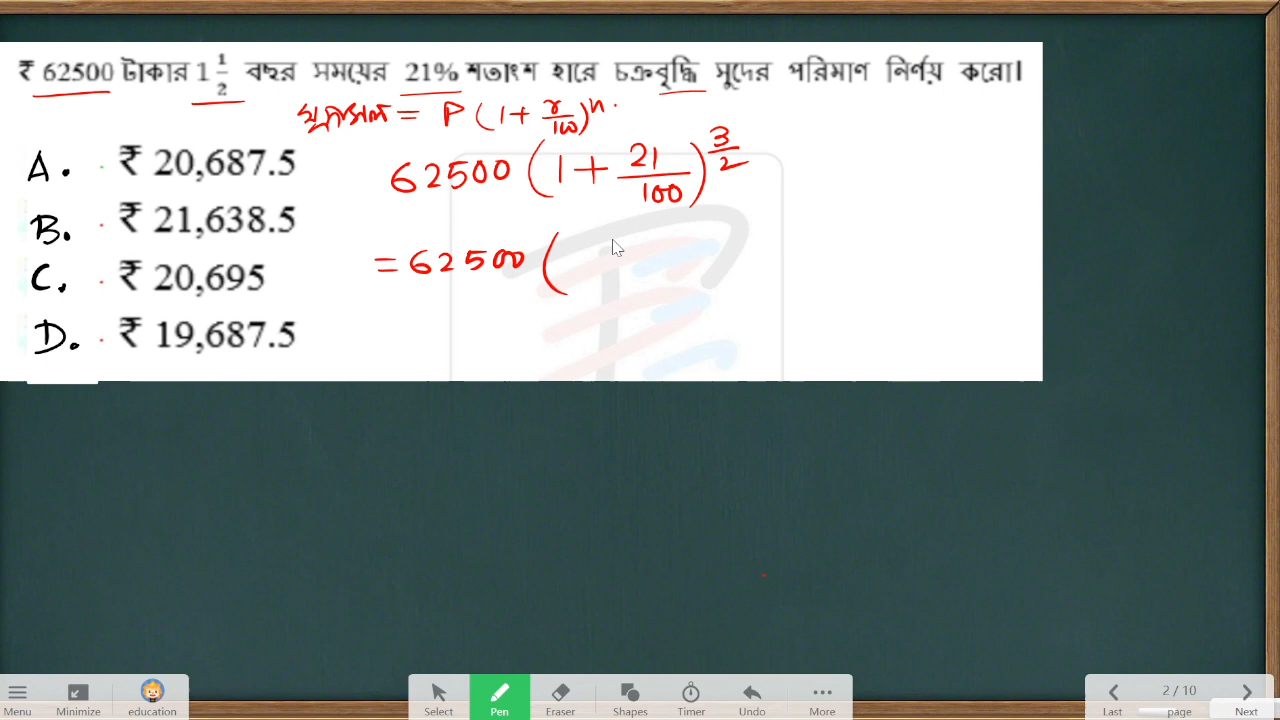 ₹ 62500 টাকার 1 1/2 বছর সময়ের 21% শতাংশ হারে চক্রবৃদ্ধি সুদের পরিমাণ নির্ণয় করো।
= P (1 + r/100)^n
A. ₹ 20,687.5
62500 (1 + 21/100)^3/2
B. ₹ 21,638.5
= 62500 (
C. ₹ 20,695
D. ₹ 19,687.5
Menu Minimize education Select Pen Eraser Shapes Timer Undo More Last 2 / 10 page Next